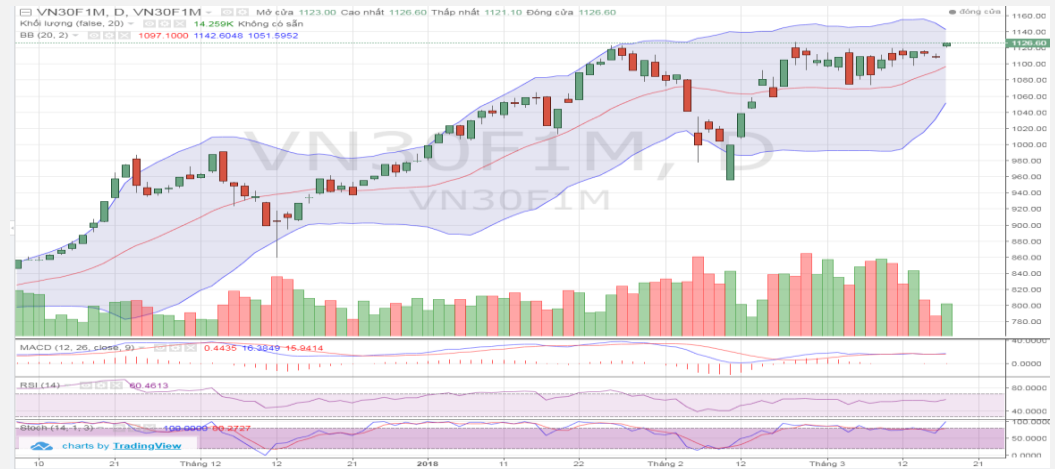 VN30F1M, D, VN30F1M Mở cửa 1123.00 Cao nhất 1126.60 Thấp nhất 1121.10 Đóng cửa 1126.60
đóng cửa
Khối lượng (false, 20) 14.259K Không có sẵn
BB (20, 2) 1097.1000 1142.6048 1051.5952
VN30F1M, D
VN30F1M
1160.00
1140.00
1126.60
1120.00
1100.00
1080.00
1060.00
1040.00
1020.00
1000.00
980.00
960.00
940.00
920.00
900.00
880.00
860.00
840.00
820.00
800.00
780.00
MACD (12, 26, close, 9) 0.4435 16.3849 15.9414
40.0000
0.0000
RSI (14) 60.4613
80.0000
40.0000
Stoch (14, 1, 3) 100.0000 80.2727
100.0000
50.0000
0.0000
charts by TradingView
10 21 Tháng 12 12 21 2018 11 22 Tháng 2 12 Tháng 3 12 21